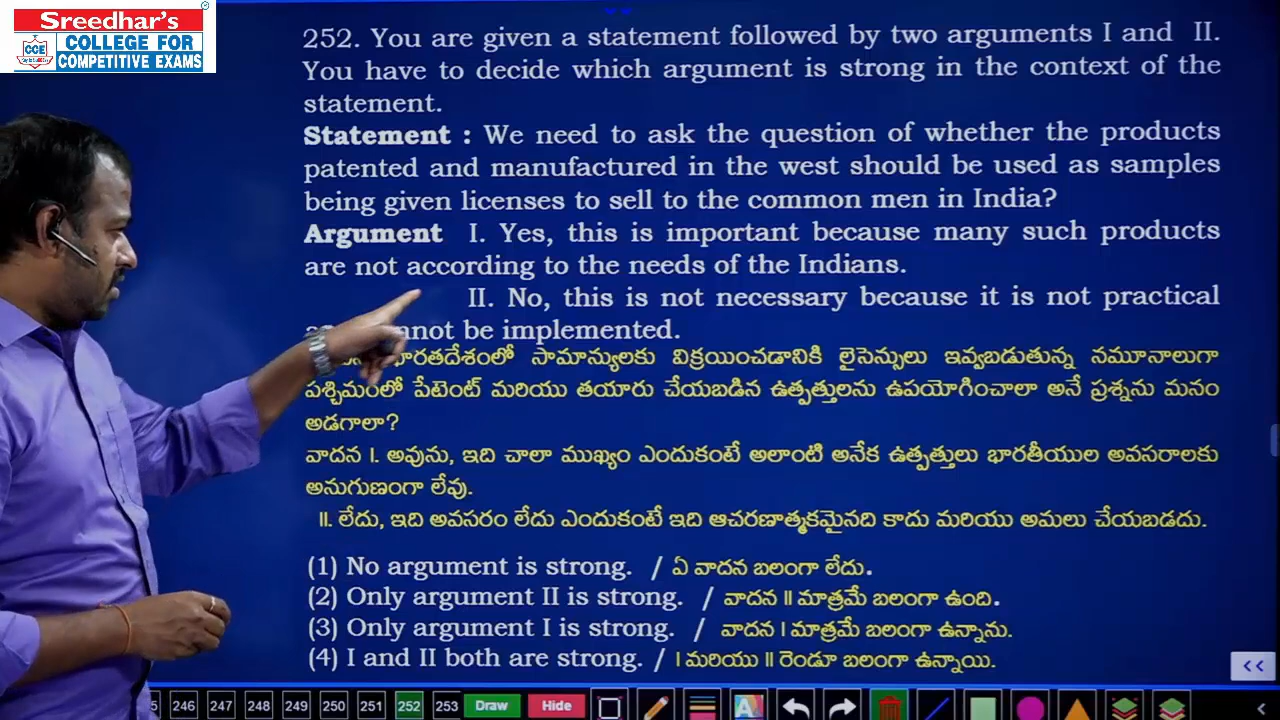 Sreedhar's
CCE
COLLEGE FOR
COMPETITIVE EXAMS
252. You are given a statement followed by two arguments I and II.
You have to decide which argument is strong in the context of the
statement.
Statement : We need to ask the question of whether the products
patented and manufactured in the west should be used as samples
being given licenses to sell to the common men in India?
Argument I. Yes, this is important because many such products
are not according to the needs of the Indians.
II. No, this is not necessary because it is not practical
be implemented.
భారతదేశంలో సామాన్యులకు విక్రయించడానికి లైసెన్సులు ఇవ్వబడుతున్న నమూనాలుగా
పశ్చిమంలో పేటెంట్ మరియు తయారు చేయబడిన ఉత్పత్తులను ఉపయోగించాలా అనే ప్రశ్నను మనం
అడగాలా?
వాదన I. అవును, ఇది చాలా ముఖ్యం ఎందుకంటే అలాంటి అనేక ఉత్పత్తులు భారతీయుల అవసరాలకు
అనుగుణంగా లేవు.
II. లేదు, ఇది అవసరం లేదు ఎందుకంటే ఇది ఆచరణాత్మకమైనది కాదు మరియు అమలు చేయబడదు.
(1) No argument is strong. / ఏ వాదన బలంగా లేదు.
(2) Only argument II is strong. / వాదన II మాత్రమే బలంగా ఉంది.
(3) Only argument I is strong. / వాదన I మాత్రమే బలంగా ఉన్నాను.
(4) I and II both are strong. / I మరియు II రెండూ బలంగా ఉన్నాయి.
<<
5 246 247 248 249 250 251 252 253 Draw Hide